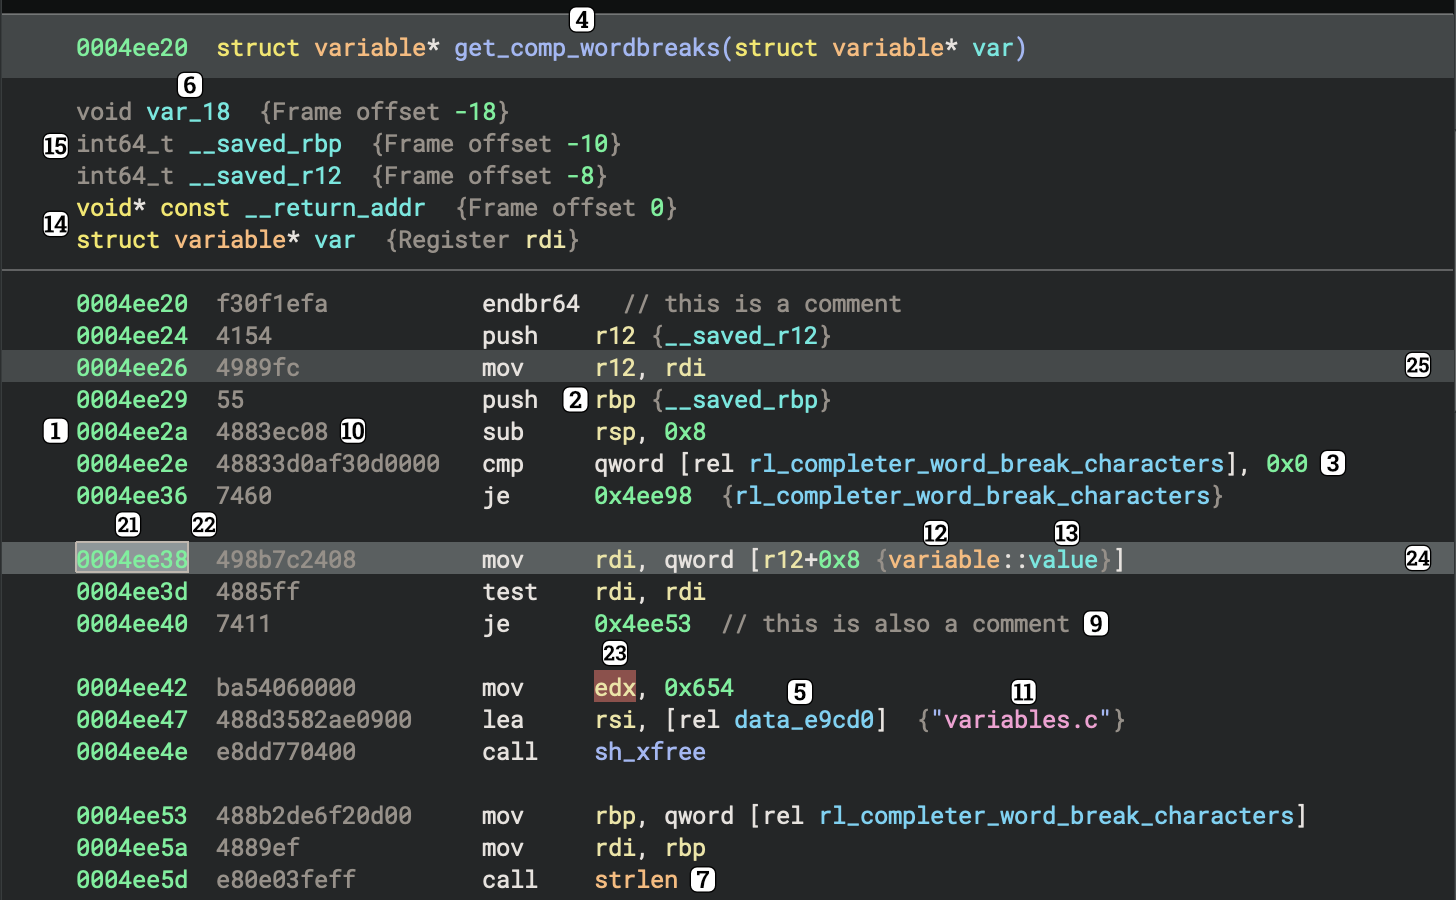 4
0004ee20 struct variable* get_comp_wordbreaks(struct variable* var)
6
void var_18 {Frame offset -18}
15 int64_t __saved_rbp {Frame offset -10}
int64_t __saved_r12 {Frame offset -8}
void* const __return_addr {Frame offset 0}
14
struct variable* var {Register rdi}
0004ee20 f30f1efa endbr64 // this is a comment
0004ee24 4154 push r12 {__saved_r12}
0004ee26 4989fc mov r12, rdi 25
0004ee29 55 push 2 rbp {__saved_rbp}
1 0004ee2a 4883ec08 10 sub rsp, 0x8
0004ee2e 48833d0af30d0000 cmp qword [rel rl_completer_word_break_characters], 0x0 3
0004ee36 7460 je 0x4ee98 {rl_completer_word_break_characters}
21 22 12 13
0004ee38 498b7c2408 mov rdi, qword [r12+0x8 {variable::value}] 24
0004ee3d 4885ff test rdi, rdi
0004ee40 7411 je 0x4ee53 // this is also a comment 9
23
0004ee42 ba54060000 mov edx, 0x654
5 11
0004ee47 488d3582ae0900 lea rsi, [rel data_e9cd0] {"variables.c"}
0004ee4e e8dd770400 call sh_xfree
0004ee53 488b2de6f20d00 mov rbp, qword [rel rl_completer_word_break_characters]
0004ee5a 4889ef mov rdi, rbp
0004ee5d e80e03feff call strlen 7